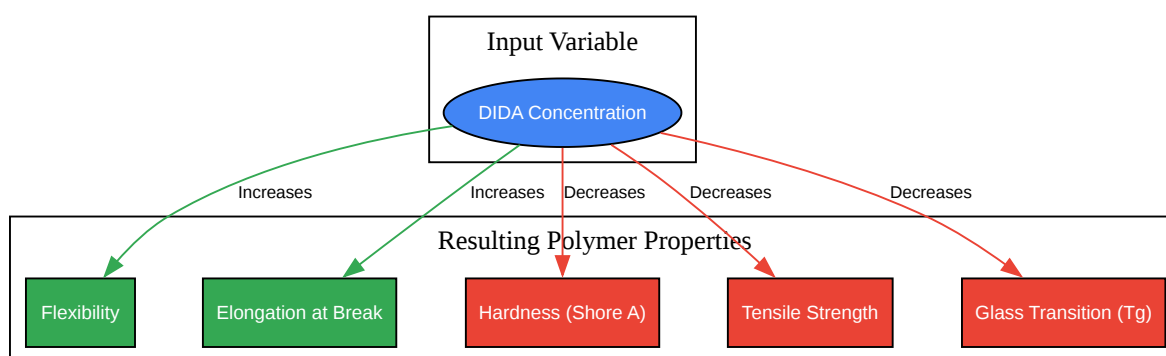 Input Variable
DIDA Concentration
Increases
Increases
Decreases
Decreases
Decreases
Resulting Polymer Properties
Flexibility
Elongation at Break
Hardness (Shore A)
Tensile Strength
Glass Transition (Tg)